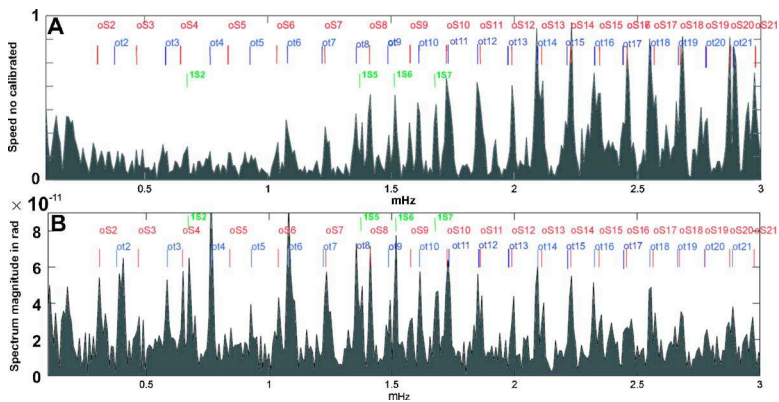 A
oS2 oS3 oS4 oS5 oS6 oS7 oS8 oS9 oS10 oS11 oS12 oS13 oS14 oS15 oS16 oS17 oS18 oS19 oS20 oS21
ot2 ot3 ot4 ot5 ot6 ot7 ot8 ot9 ot10 ot11 ot12 ot13 ot14 ot15 ot16 ot17 ot18 ot19 ot20 ot21
1S2 1S5 1S6 1S7
Speed no calibrated
1
0
0.5 1 1.5 2 2.5 3
mHz
× 10⁻¹¹
B
1S2 1S5 1S6 1S7
oS2 oS3 oS4 oS5 oS6 oS7 oS8 oS9 oS10 oS11 oS12 oS13 oS14 oS15 oS16 oS17 oS18 oS19 oS20 oS21
ot2 ot3 ot4 ot5 ot6 ot7 ot8 ot9 ot10 ot11 ot12 ot13 ot14 ot15 ot16 ot17 ot18 ot19 ot20 ot21
Spectrum magnitude in rad
8
6
4
2
0
0.5 1 1.5 2 2.5 3
mHz